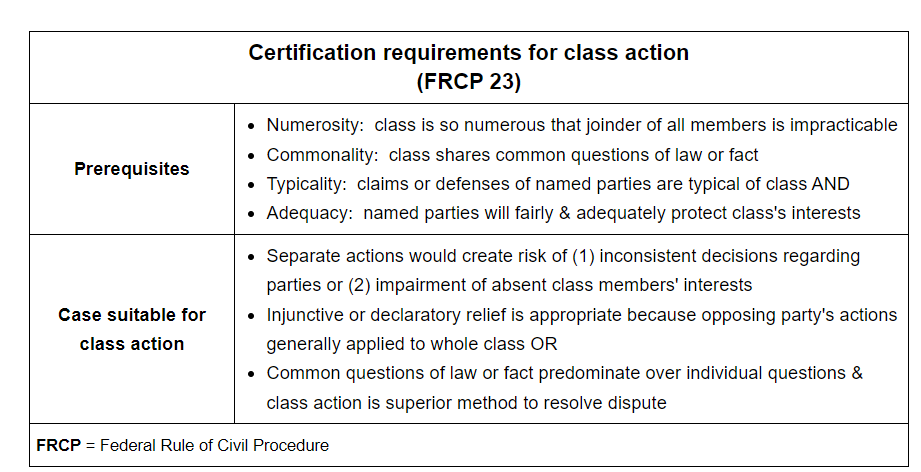 Certification requirements for class action
(FRCP 23)
Prerequisites
• Numerosity:  class is so numerous that joinder of all members is impracticable
• Commonality:  class shares common questions of law or fact
• Typicality:  claims or defenses of named parties are typical of class AND
• Adequacy:  named parties will fairly & adequately protect class's interests
Case suitable for
class action
• Separate actions would create risk of (1) inconsistent decisions regarding
parties or (2) impairment of absent class members' interests
• Injunctive or declaratory relief is appropriate because opposing party's actions
generally applied to whole class OR
• Common questions of law or fact predominate over individual questions &
class action is superior method to resolve dispute
FRCP = Federal Rule of Civil Procedure